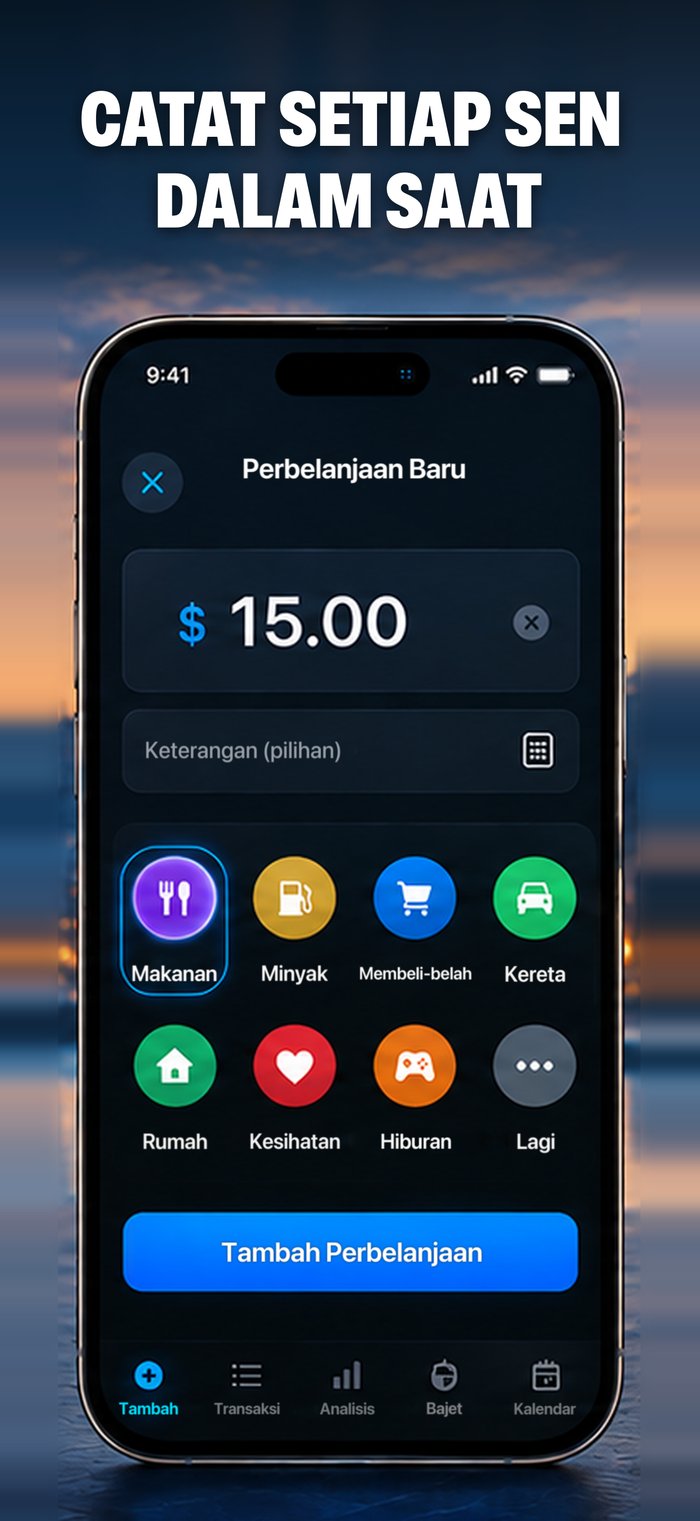 CATAT SETIAP SEN
DALAM SAAT
9:41
Perbelanjaan Baru
$ 15.00
Keterangan (pilihan)
Makanan
Minyak
Membeli-belah
Kereta
Rumah
Kesihatan
Hiburan
Lagi
Tambah Perbelanjaan
Tambah
Transaksi
Analisis
Bajet
Kalendar